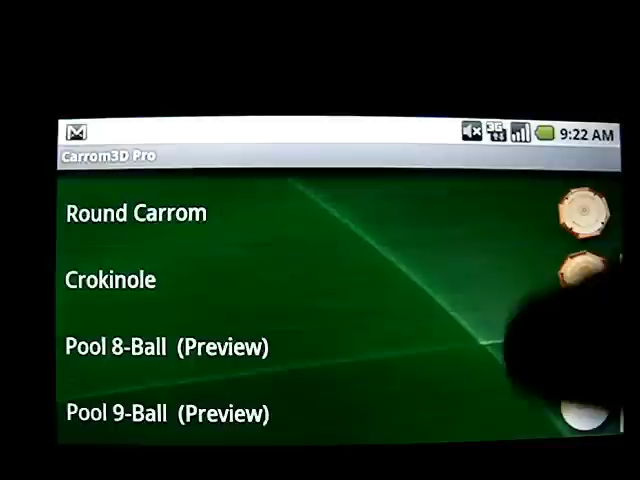 9:22 AM
Carrom3D Pro
Round Carrom
Crokinole
Pool 8-Ball (Preview)
Pool 9-Ball (Preview)